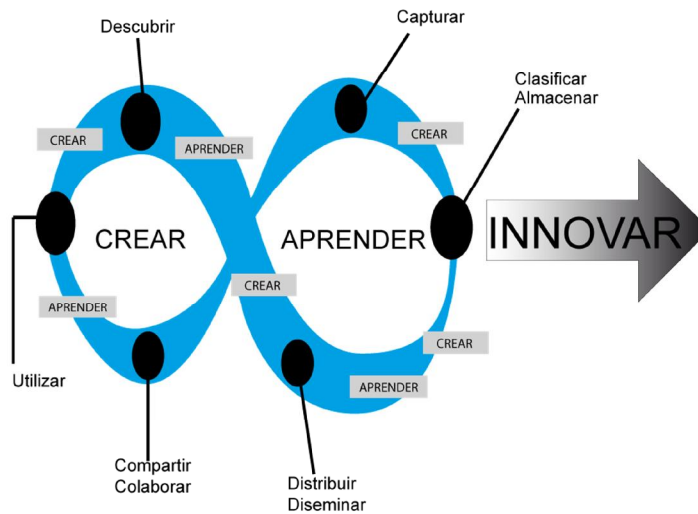 Descubrir
Capturar
Clasificar
Almacenar
CREAR
APRENDER
CREAR
CREAR
APRENDER
INNOVAR
APRENDER
CREAR
CREAR
APRENDER
Utilizar
Compartir
Colaborar
Distribuir
Diseminar